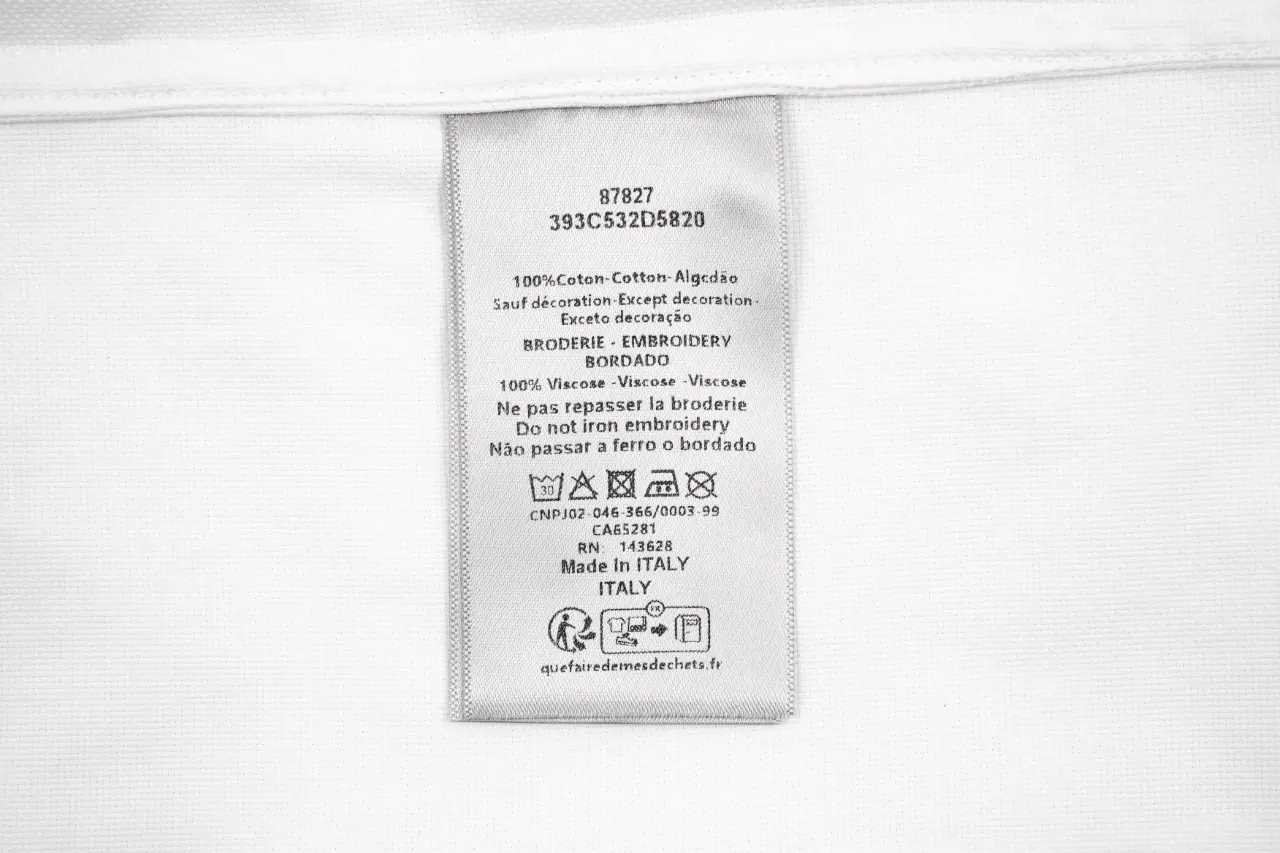 87827
393C532D5820
100%Coton-Cotton-Algodão
Sauf décoration-Except decoration-
Exceto decoração
BRODERIE - EMBROIDERY
BORDADO
100% Viscose -Viscose -Viscose
Ne pas repasser la broderie
Do not iron embroidery
Não passar a ferro o bordado
30
CNPJ02-046-366/0003-99
CA65281
RN: 143628
Made In ITALY
ITALY
FR
quefairedemesdechets.fr